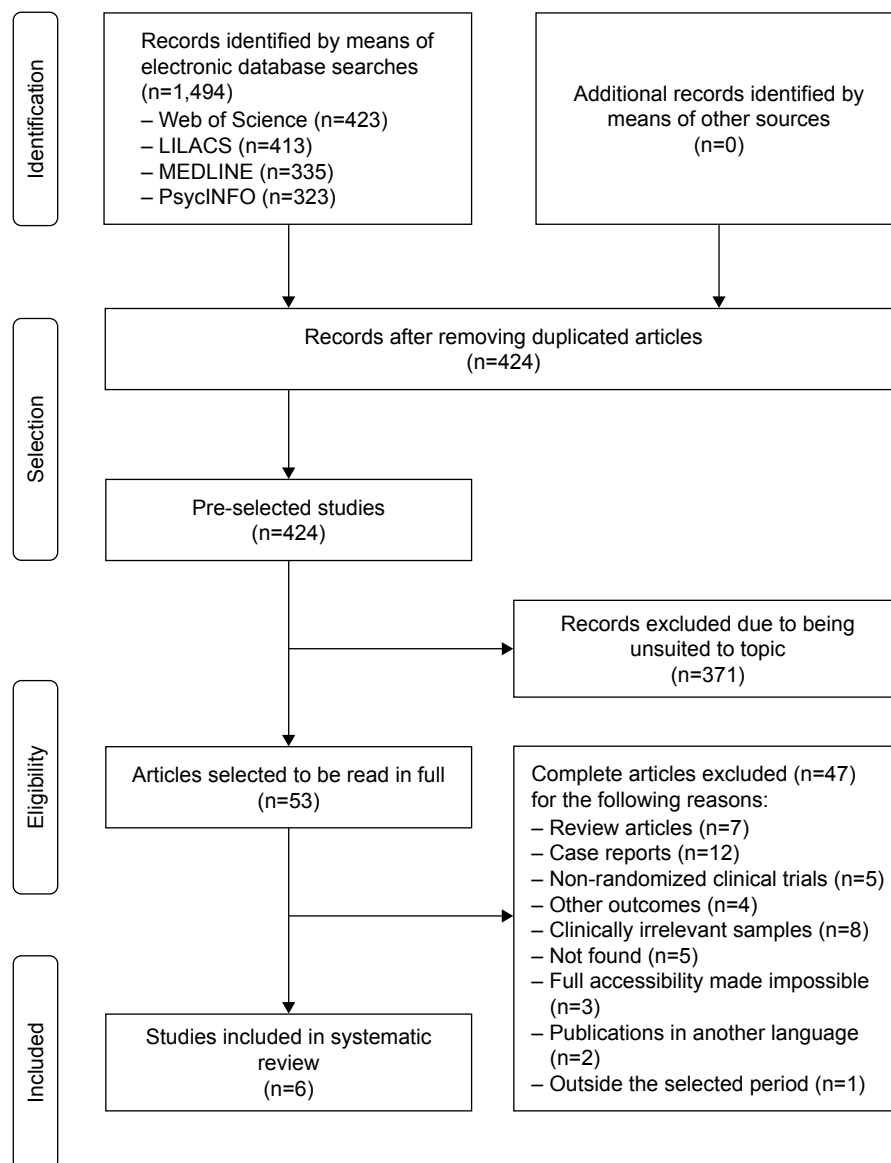 Identification
Records identified by means of
electronic database searches
(n=1,494)
– Web of Science (n=423)
– LILACS (n=413)
– MEDLINE (n=335)
– PsycINFO (n=323)
Additional records identified by
means of other sources
(n=0)
Selection
Records after removing duplicated articles
(n=424)
Pre-selected studies
(n=424)
Records excluded due to being
unsuited to topic
(n=371)
Eligibility
Articles selected to be read in full
(n=53)
Complete articles excluded (n=47)
for the following reasons:
– Review articles (n=7)
– Case reports (n=12)
– Non-randomized clinical trials (n=5)
– Other outcomes (n=4)
– Clinically irrelevant samples (n=8)
– Not found (n=5)
– Full accessibility made impossible
(n=3)
– Publications in another language
(n=2)
– Outside the selected period (n=1)
Included
Studies included in systematic
review
(n=6)